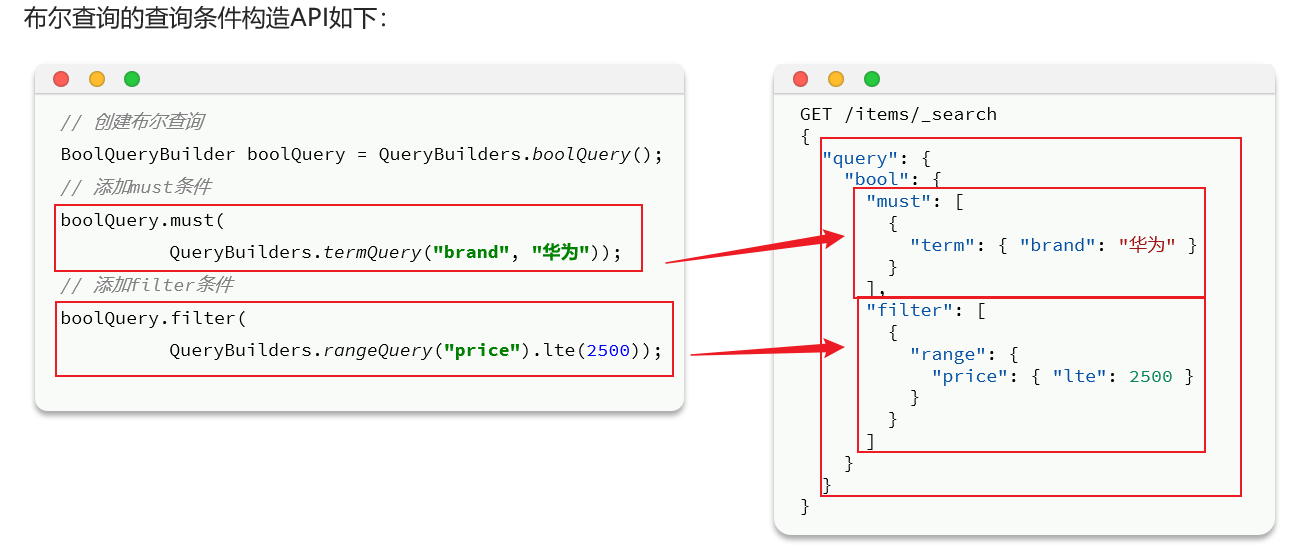 布尔查询的查询条件构造API如下：
// 创建布尔查询
BoolQueryBuilder boolQuery = QueryBuilders.boolQuery();
// 添加must条件
boolQuery.must(
QueryBuilders.termQuery("brand", "华为"));
// 添加filter条件
boolQuery.filter(
QueryBuilders.rangeQuery("price").lte(2500));
GET /items/_search
{
"query": {
"bool": {
"must": [
{
"term": { "brand": "华为" }
}
],
"filter": [
{
"range": {
"price": { "lte": 2500 }
}
}
]
}
}
}